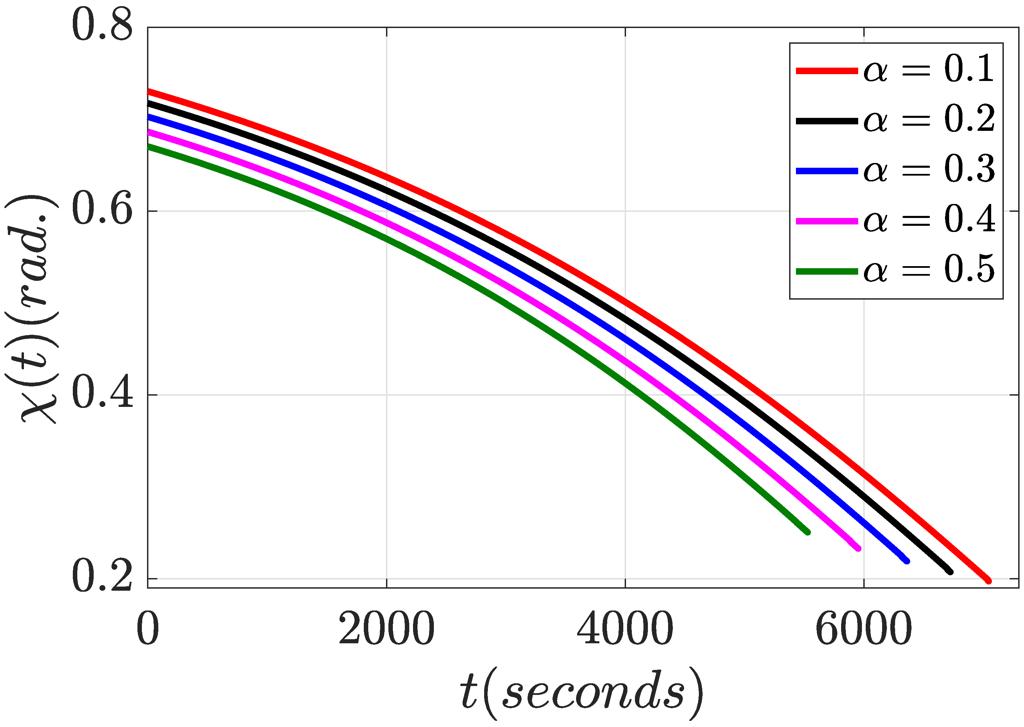 χ(t)(rad.)
0.8
0.6
0.4
0.2
0 2000 4000 6000
t(seconds)
α = 0.1
α = 0.2
α = 0.3
α = 0.4
α = 0.5